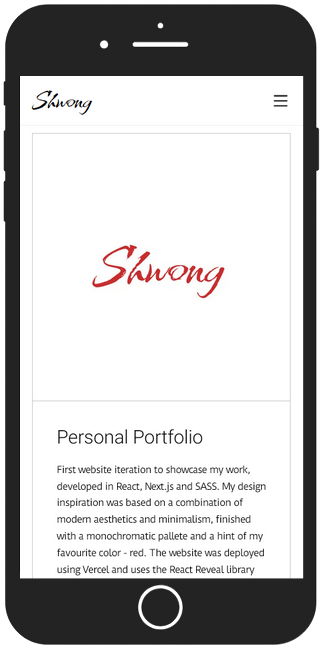 Shwong
Shwong
Personal Portfolio
First website iteration to showcase my work,
developed in React, Next.js and SASS. My design
inspiration was based on a combination of
modern aesthetics and minimalism, finished
with a monochromatic pallete and a hint of my
favourite color - red. The website was deployed
using Vercel and uses the React Reveal library